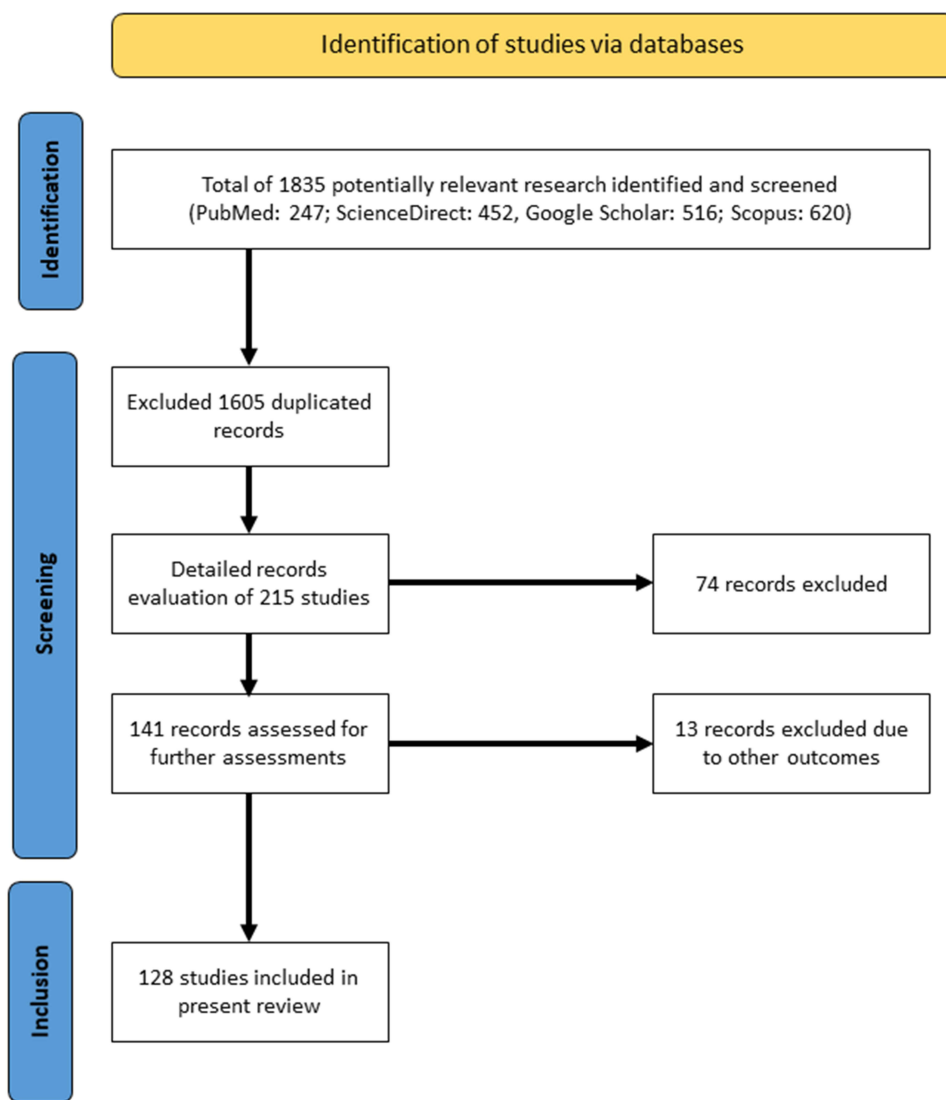 Identification of studies via databases
Identification
Total of 1835 potentially relevant research identified and screened
(PubMed: 247; ScienceDirect: 452, Google Scholar: 516; Scopus: 620)
Screening
Excluded 1605 duplicated
records
Detailed records
evaluation of 215 studies
74 records excluded
141 records assessed for
further assessments
13 records excluded due
to other outcomes
Inclusion
128 studies included in
present review